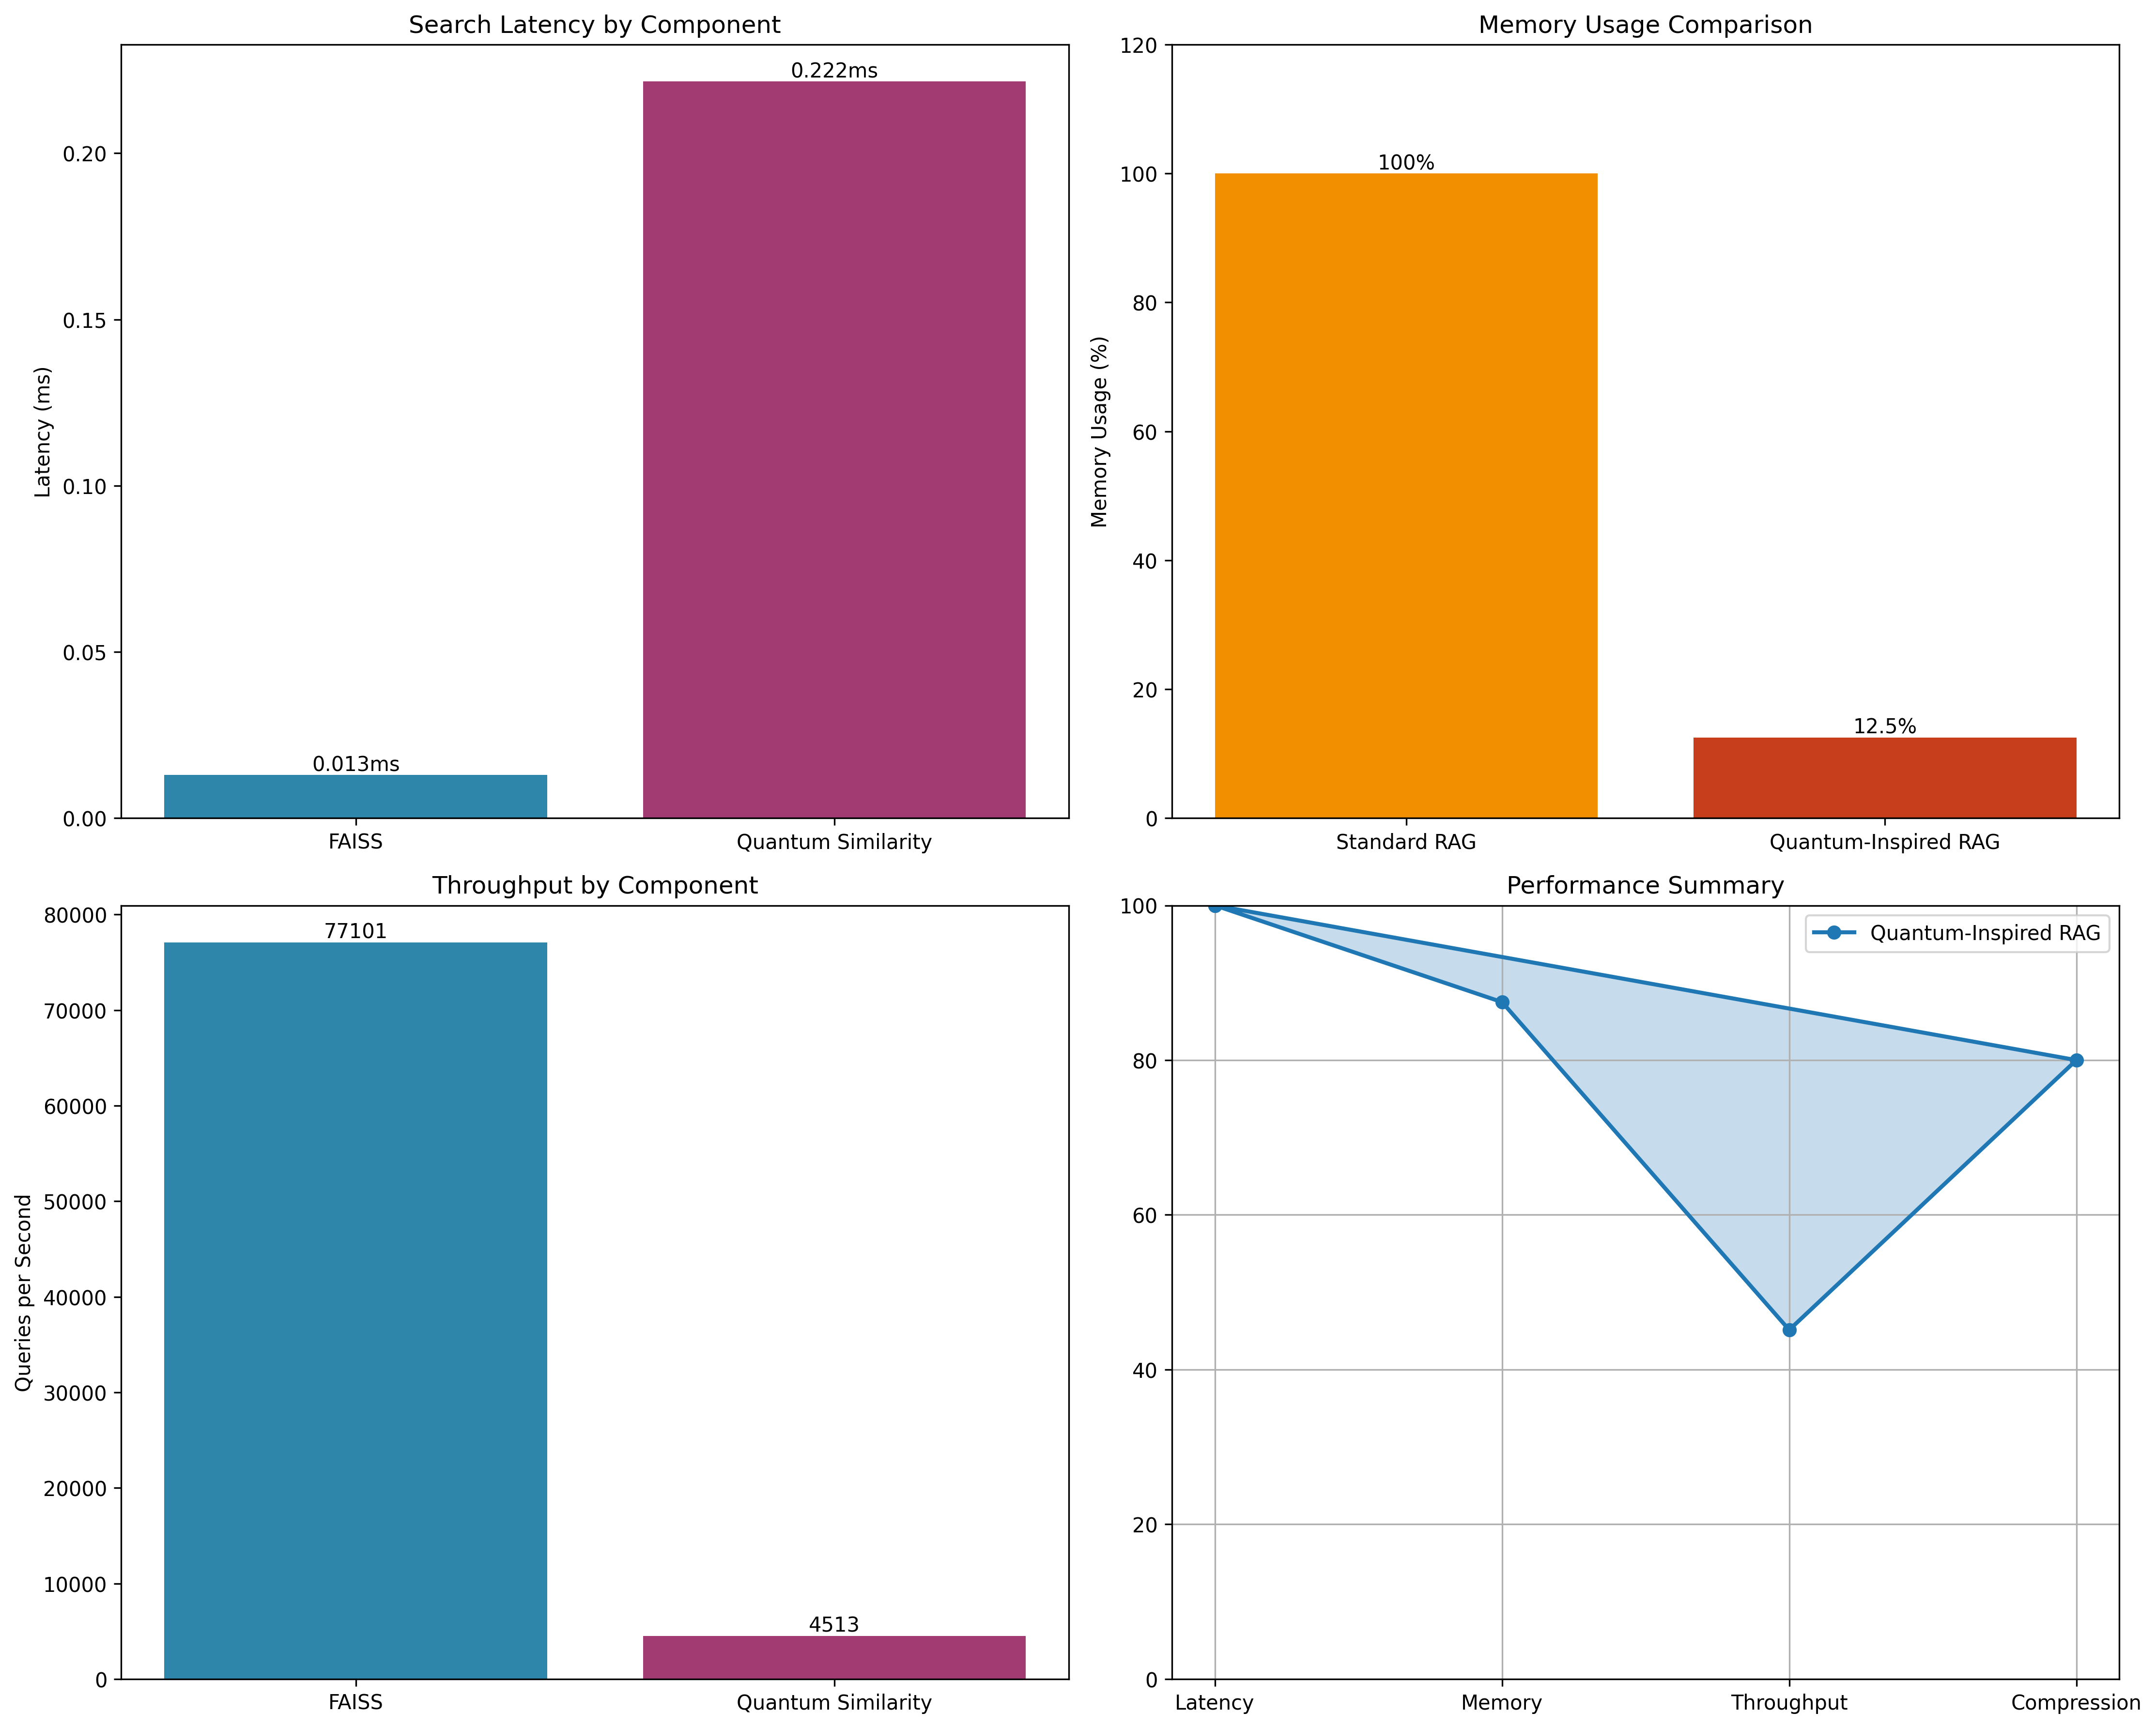 Search Latency by Component
Latency (ms)
0.20
0.15
0.10
0.05
0.00
0.013ms
0.222ms
FAISS
Quantum Similarity
Memory Usage Comparison
Memory Usage (%)
120
100
80
60
40
20
0
100%
12.5%
Standard RAG
Quantum-Inspired RAG
Throughput by Component
Queries per Second
80000
70000
60000
50000
40000
30000
20000
10000
0
77101
4513
FAISS
Quantum Similarity
Performance Summary
100
80
60
40
20
0
Quantum-Inspired RAG
Latency
Memory
Throughput
Compression